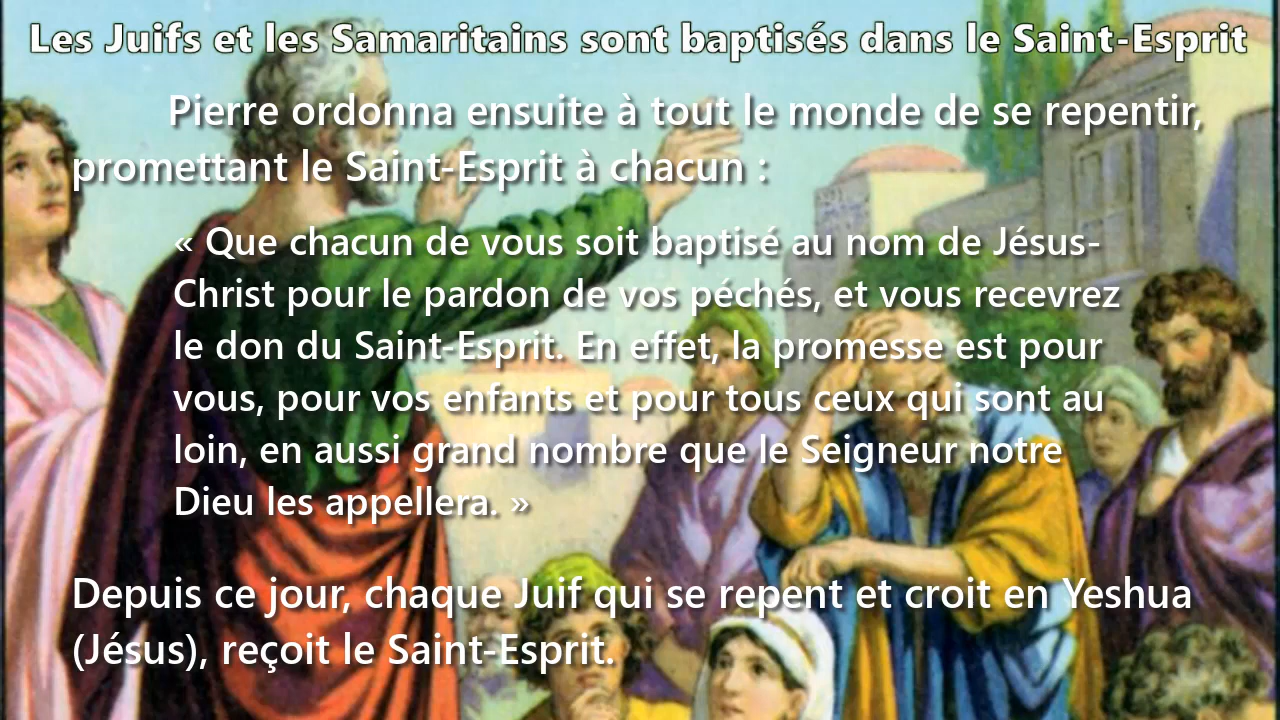 Les Juifs et les Samaritains sont baptisés dans le Saint-Esprit
Pierre ordonna ensuite à tout le monde de se repentir,
promettant le Saint-Esprit à chacun :
« Que chacun de vous soit baptisé au nom de Jésus-
Christ pour le pardon de vos péchés, et vous recevrez
le don du Saint-Esprit. En effet, la promesse est pour
vous, pour vos enfants et pour tous ceux qui sont au
loin, en aussi grand nombre que le Seigneur notre
Dieu les appellera. »
Depuis ce jour, chaque Juif qui se repent et croit en Yeshua
(Jésus), reçoit le Saint-Esprit.